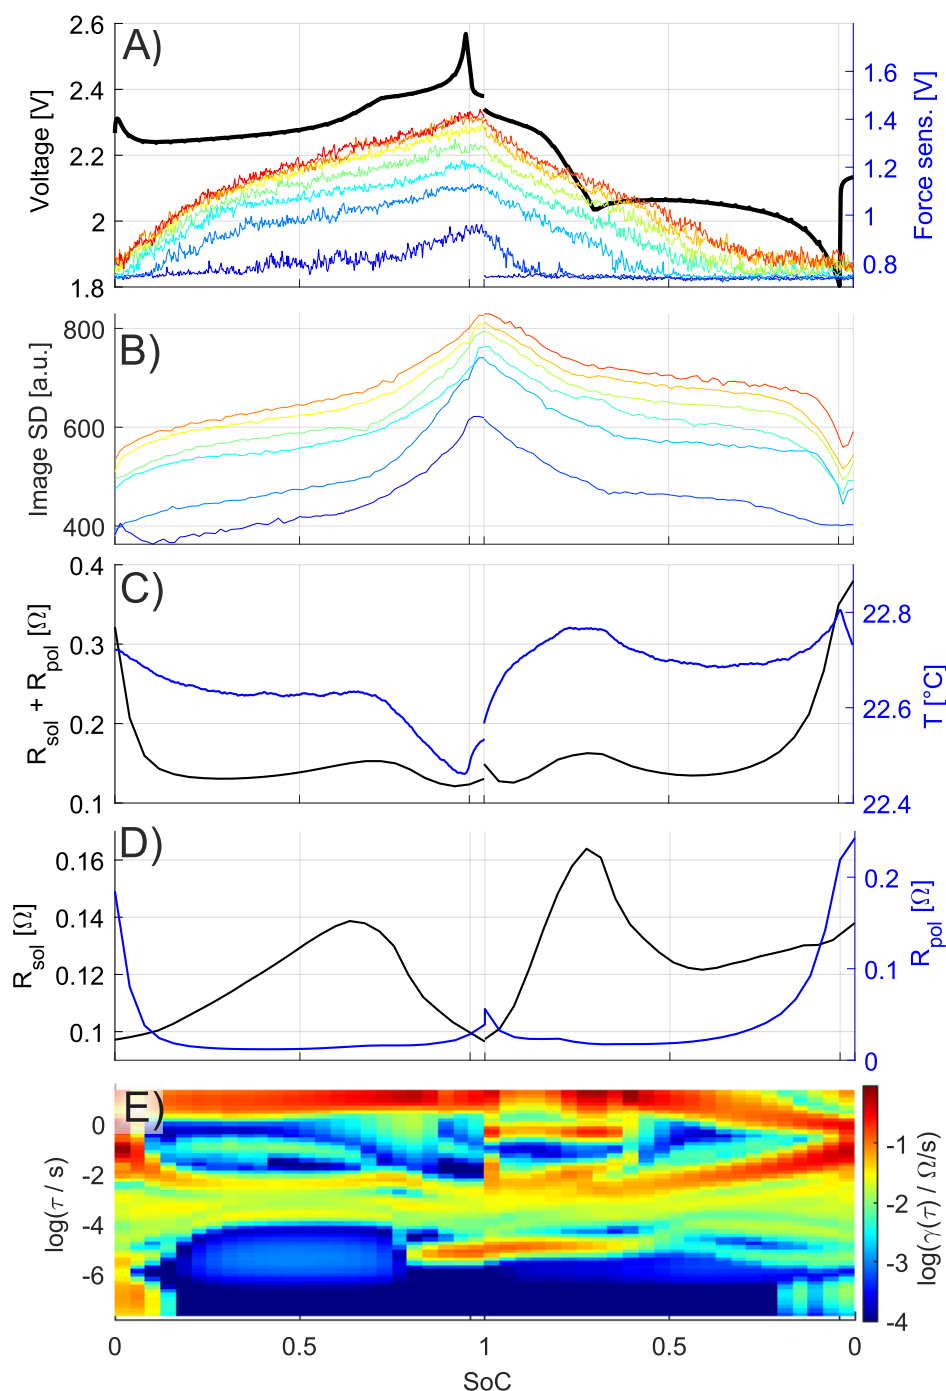 A)
2.6
2.4
2.2
2
1.8
Voltage [V]
1.6
1.4
1.2
1
0.8
Force sens. [V]
B)
800
600
400
Image SD [a.u.]
C)
0.4
0.3
0.2
0.1
R_sol + R_pol [Ω]
22.8
22.6
22.4
T [°C]
D)
0.16
0.14
0.12
0.1
R_sol [Ω]
0.2
0.1
0
R_pol [Ω]
E)
0
-2
-4
-6
log(τ / s)
-1
-2
-3
-4
log(γ(τ) / Ω/s)
0
0.5
1
0.5
0
SoC